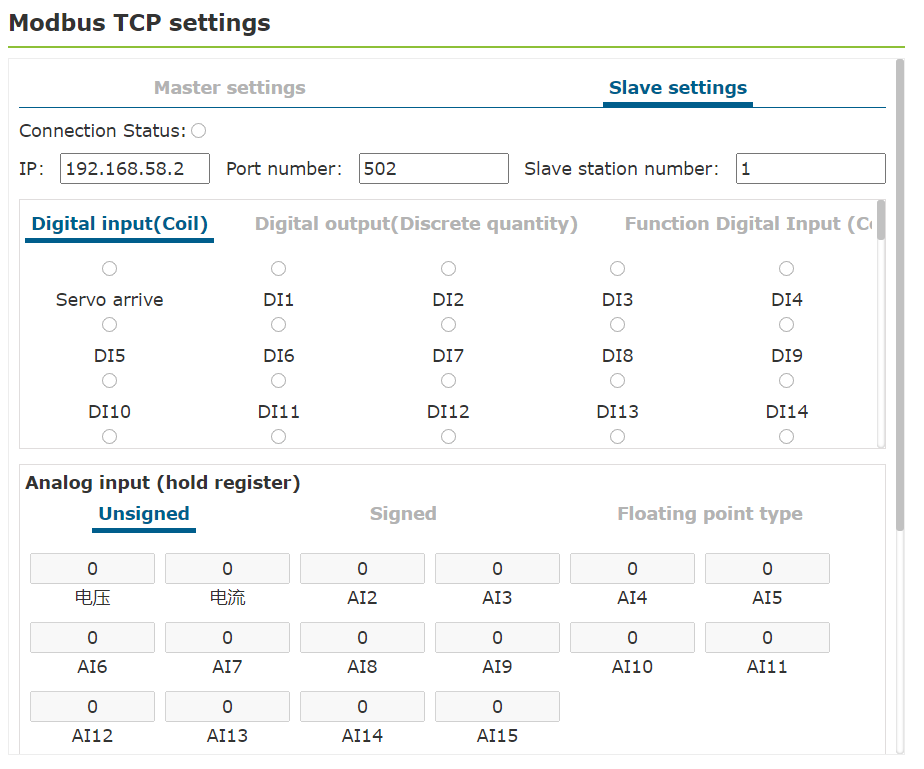 Modbus TCP settings
Master settings Slave settings
Connection Status:
IP: 192.168.58.2 Port number: 502 Slave station number: 1
Digital input(Coil) Digital output(Discrete quantity) Function Digital Input
Servo arrive DI1 DI2 DI3 DI4
DI5 DI6 DI7 DI8 DI9
DI10 DI11 DI12 DI13 DI14
Analog input (hold register)
Unsigned Signed Floating point type
0 0 0 0 0 0
电压 电流 AI2 AI3 AI4 AI5
0 0 0 0 0 0
AI6 AI7 AI8 AI9 AI10 AI11
0 0 0 0
AI12 AI13 AI14 AI15